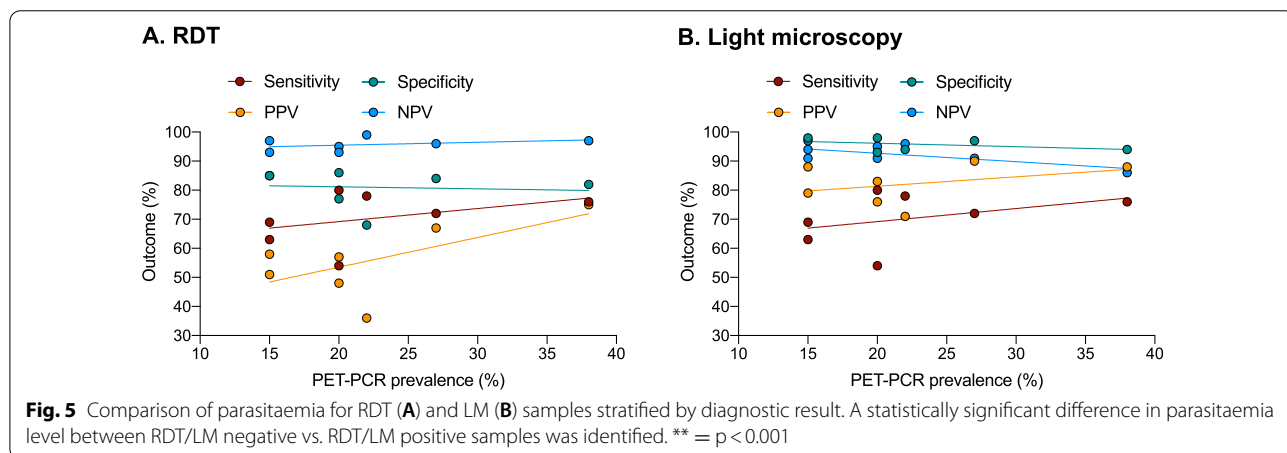 A. RDT
Sensitivity Specificity
PPV NPV
100
90
80
70
60
50
40
30
Outcome (%)
10 15 20 25 30 35 40
PET-PCR prevalence (%)
B. Light microscopy
Sensitivity Specificity
PPV NPV
100
90
80
70
60
50
40
30
Outcome (%)
10 15 20 25 30 35 40
PET-PCR prevalence (%)
Fig. 5 Comparison of parasitaemia for RDT (A) and LM (B) samples stratified by diagnostic result. A statistically significant difference in parasitaemia
level between RDT/LM negative vs. RDT/LM positive samples was identified. ** = p < 0.001